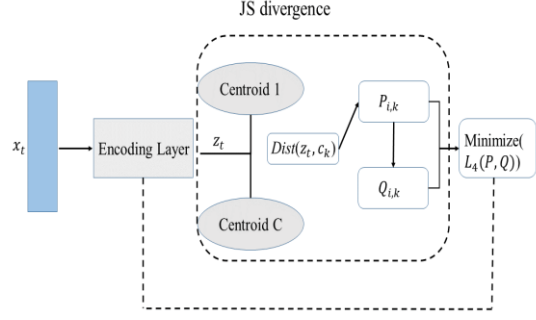 JS divergence
Centroid 1
P_{i,k}
x_t
Encoding Layer
z_t
Dist(z_t, c_k)
Minimize(
L_4(P, Q))
Q_{i,k}
Centroid C